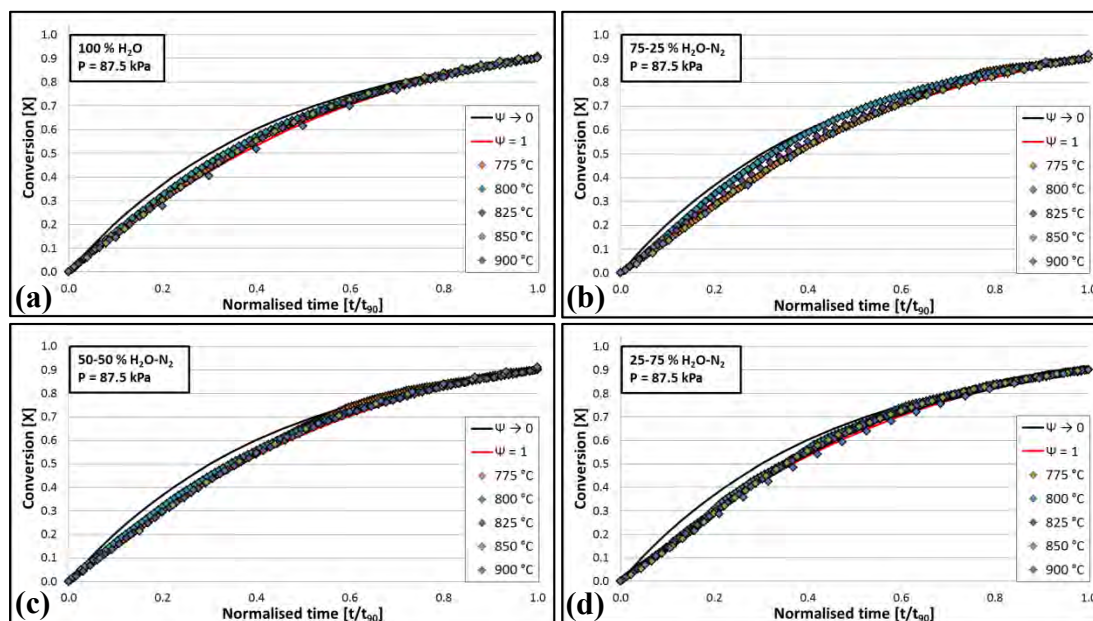 100 % H₂O
P = 87.5 kPa
Conversion [X]
1.0
0.9
0.8
0.7
0.6
0.5
0.4
0.3
0.2
0.1
0.0
0.0 0.2 0.4 0.6 0.8 1.0
Normalised time [t/t₉₀]
Ψ → 0
Ψ = 1
775 °C
800 °C
825 °C
850 °C
900 °C
(a)
75-25 % H₂O-N₂
P = 87.5 kPa
Conversion [X]
1.0
0.9
0.8
0.7
0.6
0.5
0.4
0.3
0.2
0.1
0.0
0.0 0.2 0.4 0.6 0.8 1.0
Normalised time [t/t₉₀]
Ψ → 0
Ψ = 1
775 °C
800 °C
825 °C
850 °C
900 °C
(b)
50-50 % H₂O-N₂
P = 87.5 kPa
Conversion [X]
1.0
0.9
0.8
0.7
0.6
0.5
0.4
0.3
0.2
0.1
0.0
0.0 0.2 0.4 0.6 0.8 1.0
Normalised time [t/t₉₀]
Ψ → 0
Ψ = 1
775 °C
800 °C
825 °C
850 °C
900 °C
(c)
25-75 % H₂O-N₂
P = 87.5 kPa
Conversion [X]
1.0
0.9
0.8
0.7
0.6
0.5
0.4
0.3
0.2
0.1
0.0
0.0 0.2 0.4 0.6 0.8 1.0
Normalised time [t/t₉₀]
Ψ → 0
Ψ = 1
775 °C
800 °C
825 °C
850 °C
900 °C
(d)